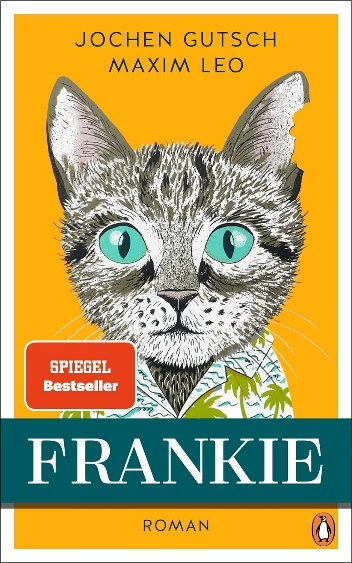 JOCHEN GUTSCH
MAXIM LEO
SPIEGEL
Bestseller
FRANKIE
ROMAN